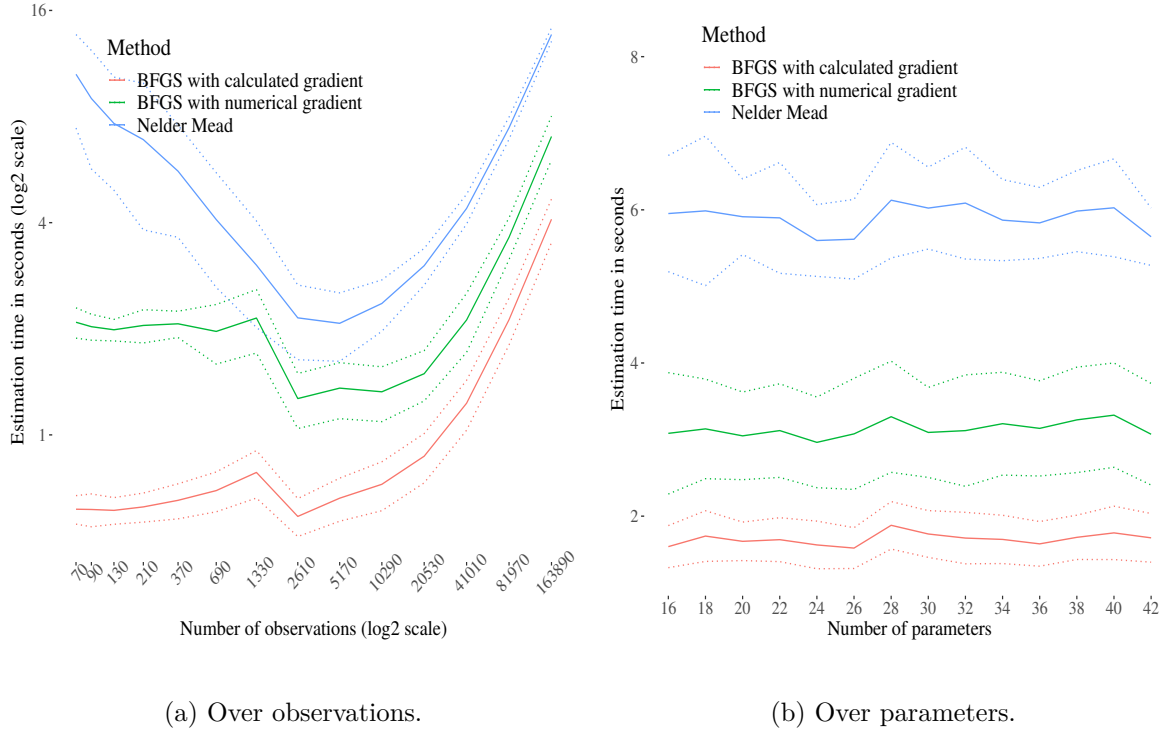 16
4
1
Estimation time in seconds (log2 scale)
Method
BFGS with calculated gradient
BFGS with numerical gradient
Nelder Mead
70
90
130
210
370
690
1330
2610
5170
10290
20530
41010
81970
163890
Number of observations (log2 scale)
(a) Over observations.
8
6
4
2
Estimation time in seconds
Method
BFGS with calculated gradient
BFGS with numerical gradient
Nelder Mead
16 18 20 22 24 26 28 30 32 34 36 38 40 42
Number of parameters
(b) Over parameters.